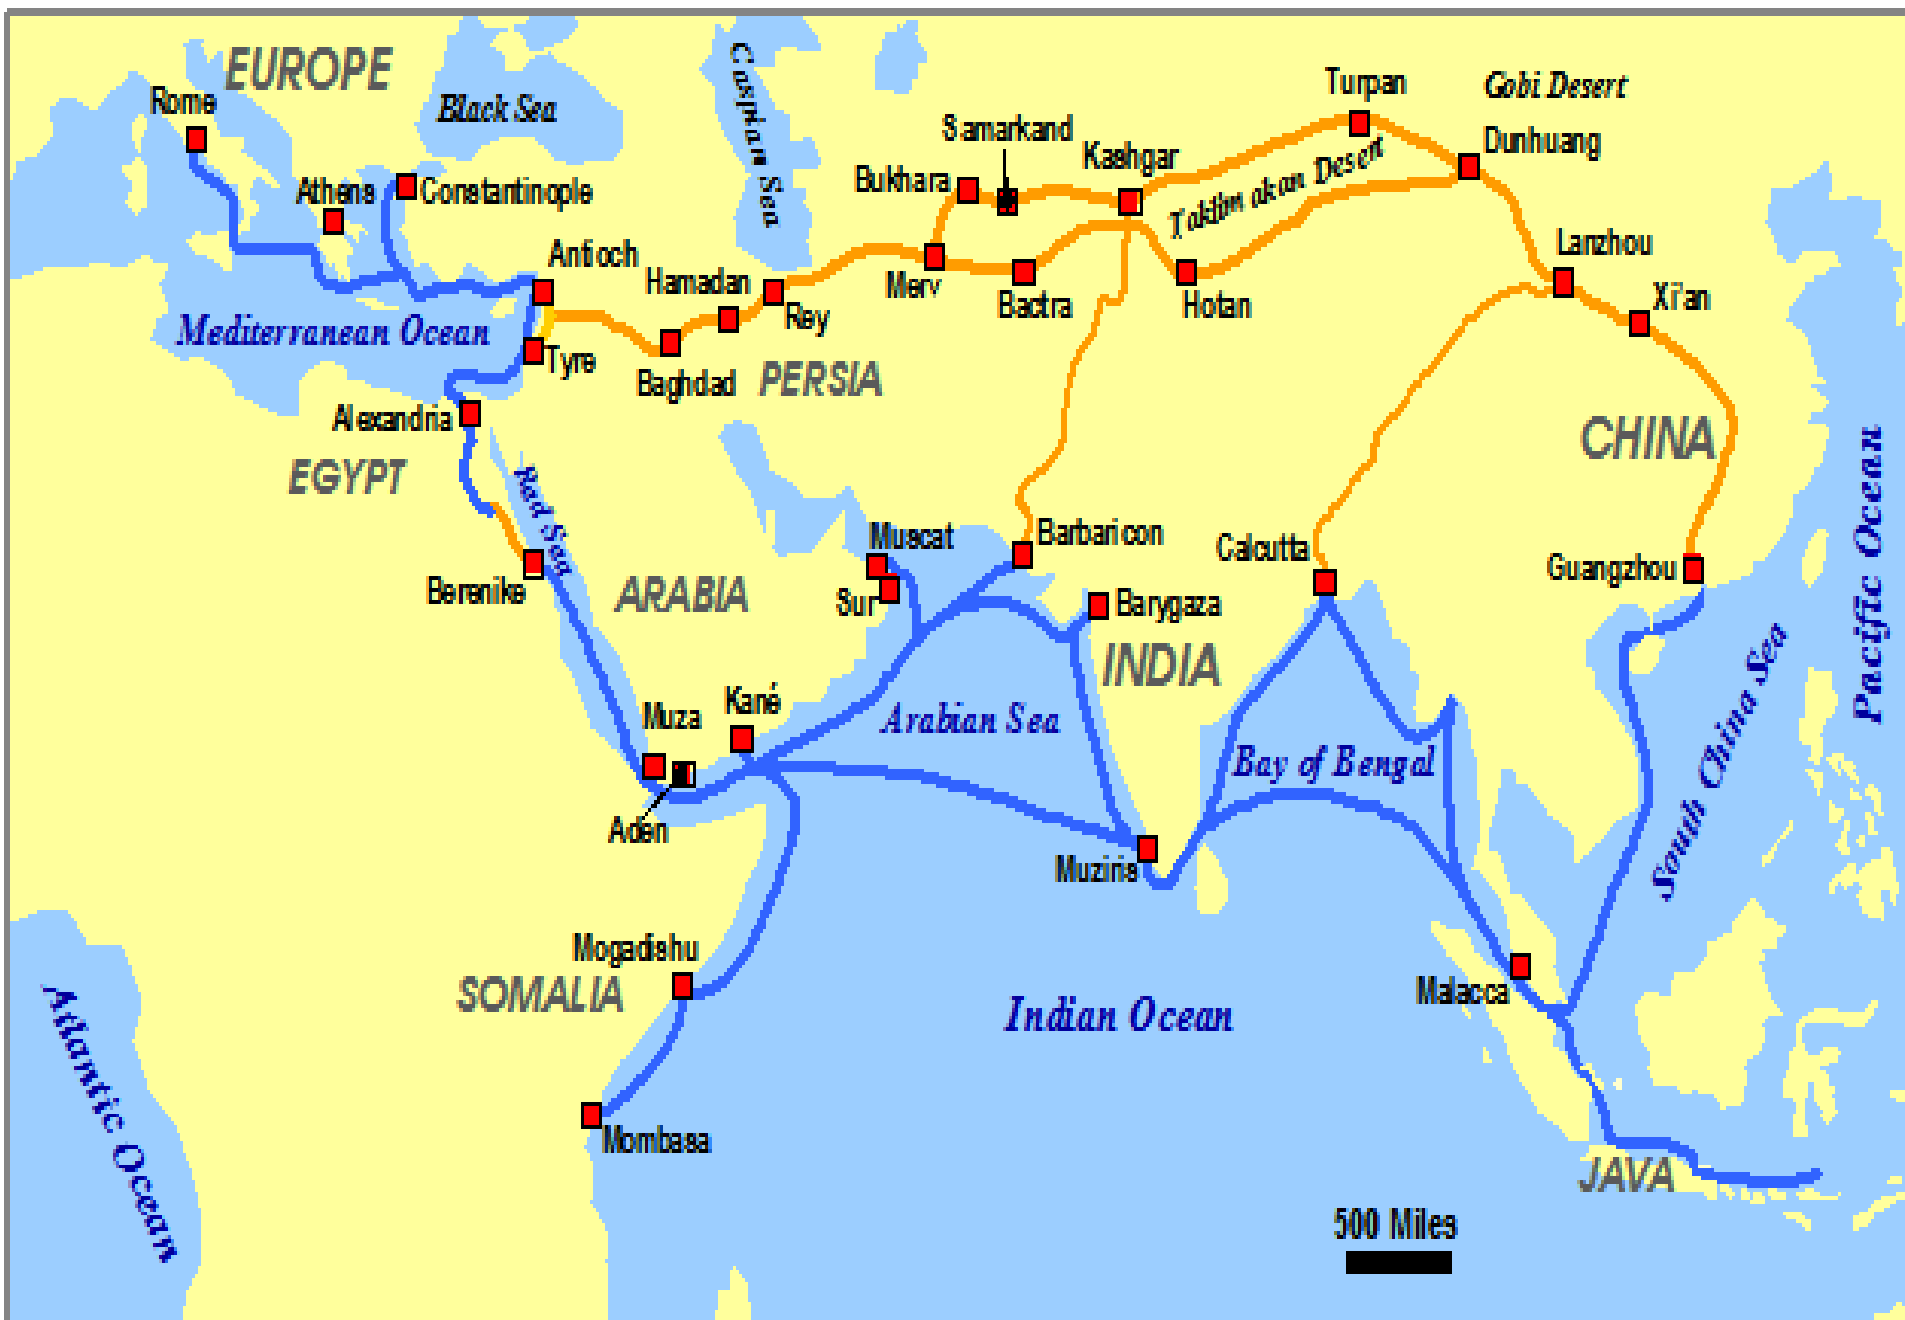 EUROPE
Rome
Black Sea
Caspian Sea
Athens
Constantinople
Samarkand
Bukhara
Kashgar
Turpan
Gobi Desert
Dunhuang
Taklimakan Desert
Antioch
Hamadan
Rey
Merv
Bactra
Hotan
Lanzhou
Xi'an
Mediterranean Ocean
Tyre
Baghdad
PERSIA
Alexandria
EGYPT
Red Sea
CHINA
Pacific Ocean
Berenike
ARABIA
Muscat
Sur
Barbaricon
Barygaza
Calcutta
Guangzhou
INDIA
Muza
Kané
Aden
Arabian Sea
Bay of Bengal
South China Sea
Muziris
Mogadishu
SOMALIA
Atlantic Ocean
Indian Ocean
Malacca
Mombasa
JAVA
500 Miles